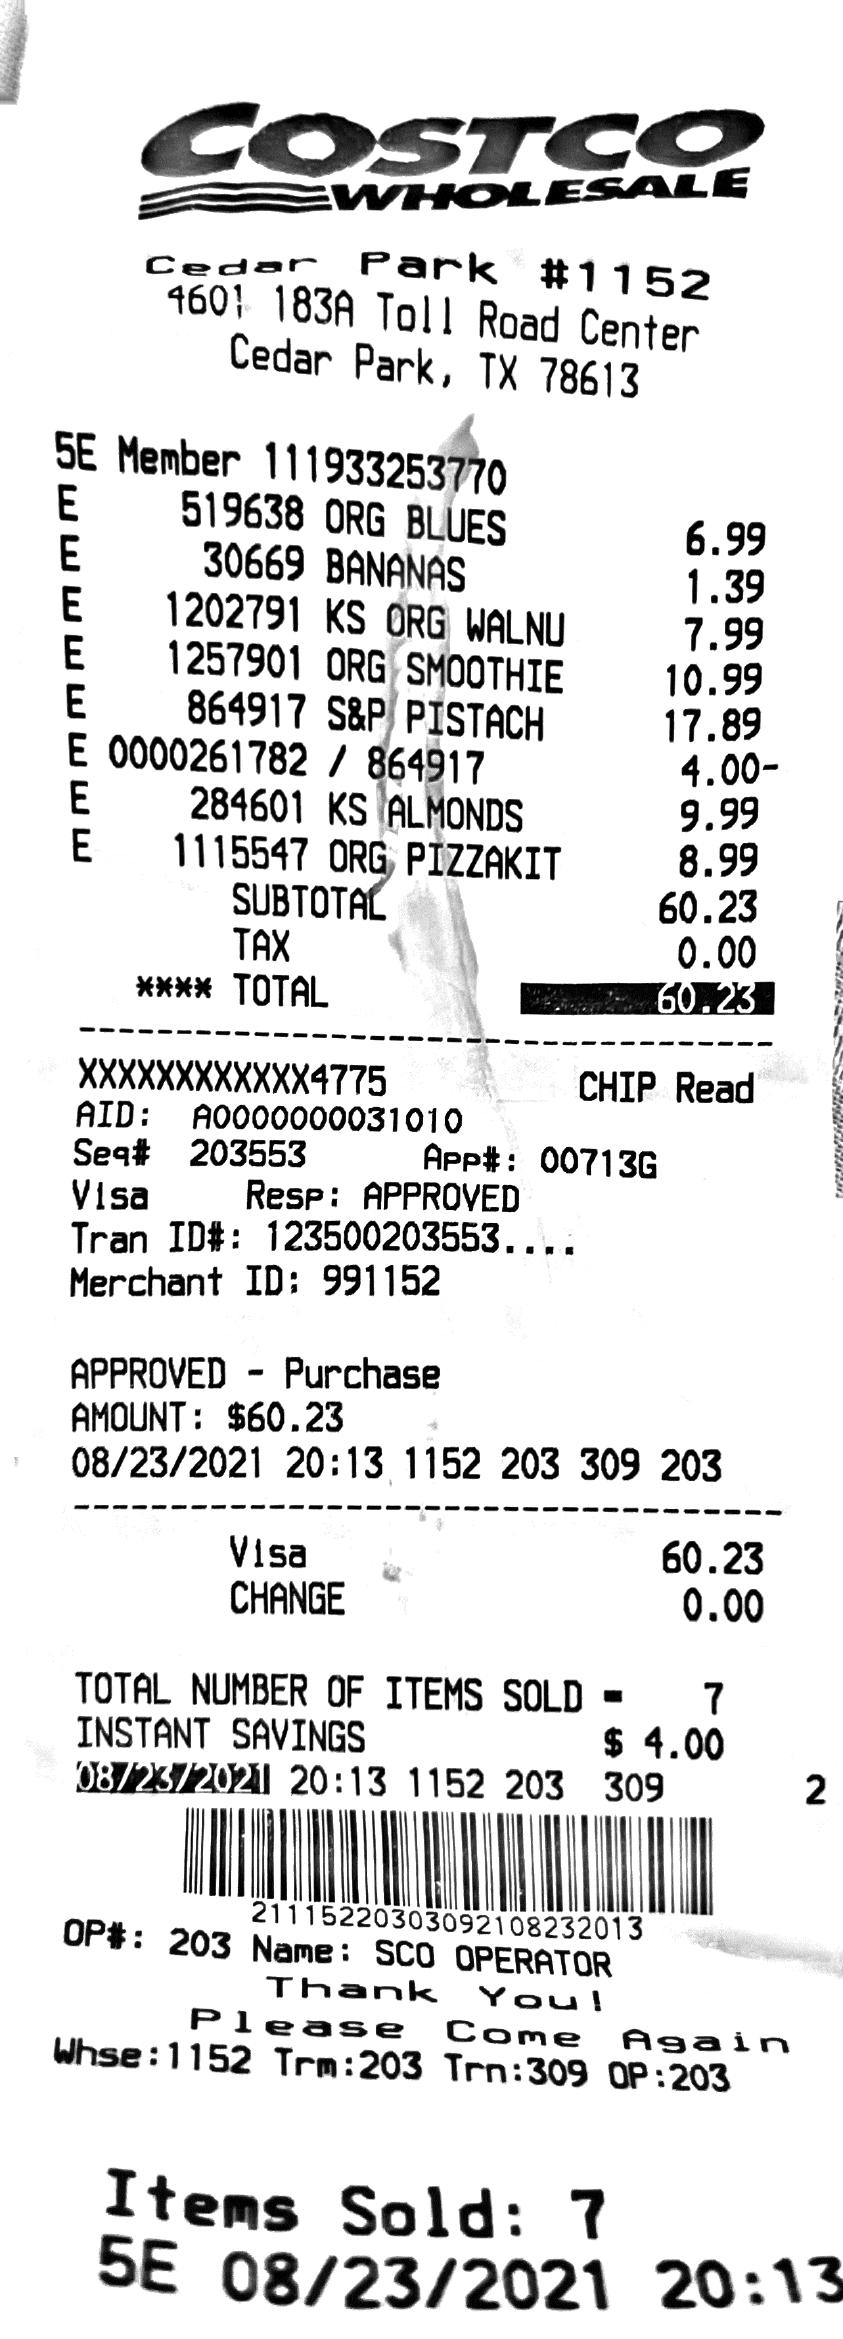 COSTCO
WHOLESALE
Cedar Park #1152
4601 183A Toll Road Center
Cedar Park, TX 78613
5E Member 111933253770
E 519638 ORG BLUES 6.99
E 30669 BANANAS 1.39
E 1202791 KS ORG WALNU 7.99
E 1257901 ORG SMOOTHIE 10.99
E 864917 S&P PISTACH 17.89
E 0000261782 / 864917 4.00-
E 284601 KS ALMONDS 9.99
E 1115547 ORG PIZZAKIT 8.99
SUBTOTAL 60.23
TAX 0.00
**** TOTAL 60.23
XXXXXXXXXXXX4775 CHIP Read
AID: A0000000031010
Seq# 203553 App#: 00713G
Visa Resp: APPROVED
Tran ID#: 123500203553....
Merchant ID: 991152
APPROVED - Purchase
AMOUNT: $60.23
08/23/2021 20:13 1152 203 309 203
Visa 60.23
CHANGE 0.00
TOTAL NUMBER OF ITEMS SOLD = 7
INSTANT SAVINGS $ 4.00
08/23/2021 20:13 1152 203 309 2
21115220303092108232013
OP#: 203 Name: SCO OPERATOR
Thank You!
Please Come Again
Whse:1152 Trm:203 Trn:309 OP:203
Items Sold: 7
5E 08/23/2021 20:13